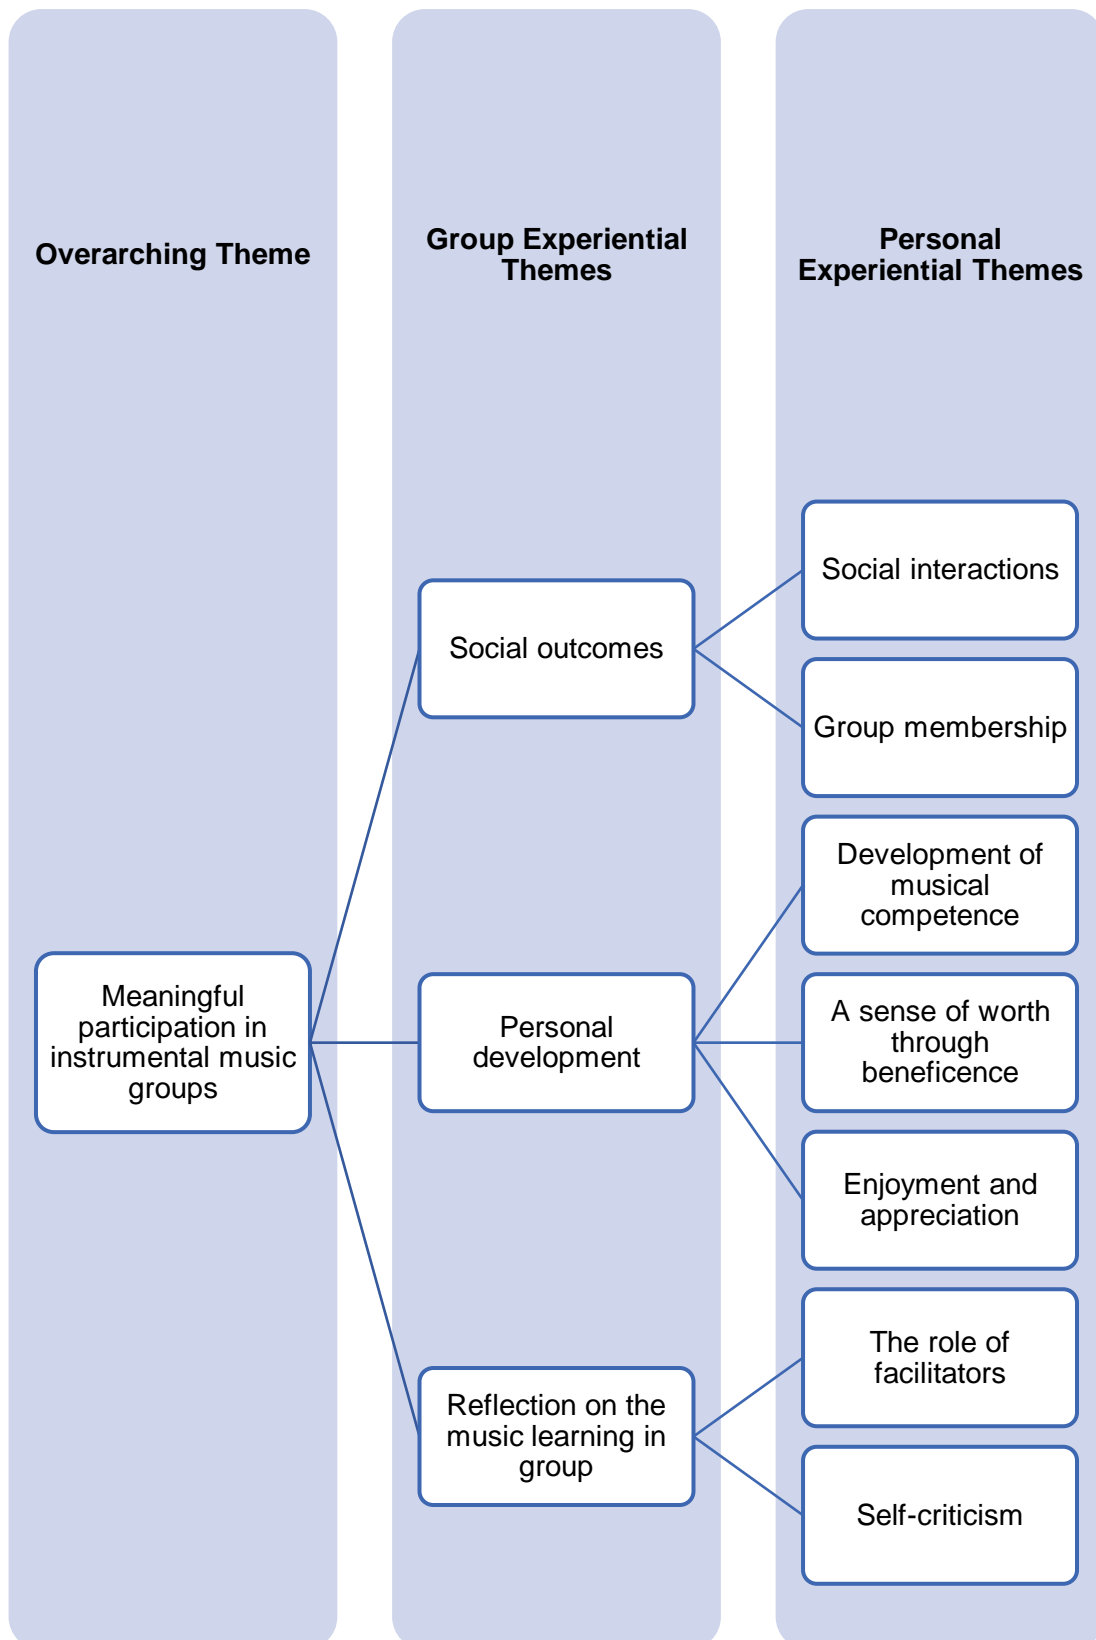 Overarching Theme
Group Experiential
Themes
Personal
Experiential Themes
Meaningful
participation in
instrumental music
groups
Social outcomes
Personal
development
Reflection on the
music learning in
group
Social interactions
Group membership
Development of
musical
competence
A sense of worth
through
beneficence
Enjoyment and
appreciation
The role of
facilitators
Self-criticism